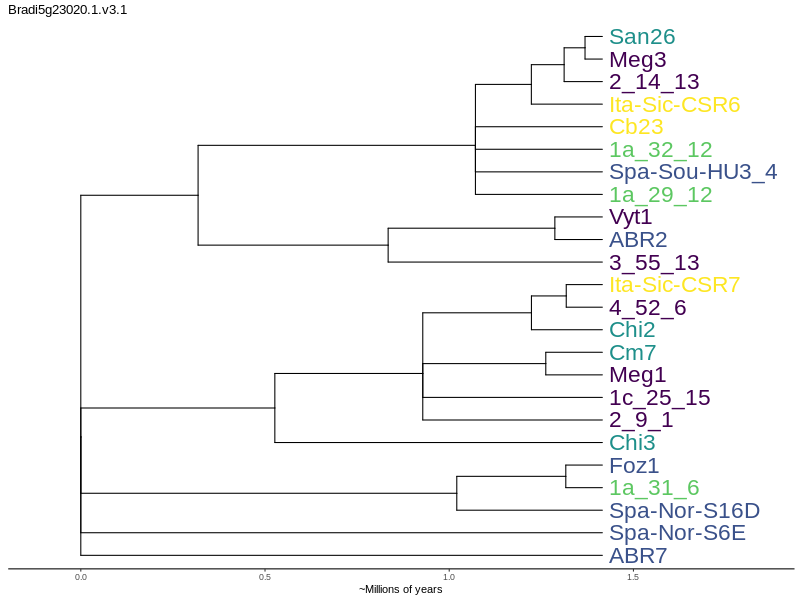 Bradi5g23020.1.v3.1
San26
Meg3
2_14_13
Ita-Sic-CSR6
Cb23
1a_32_12
Spa-Sou-HU3_4
1a_29_12
Vyt1
ABR2
3_55_13
Ita-Sic-CSR7
4_52_6
Chi2
Cm7
Meg1
1c_25_15
2_9_1
Chi3
Foz1
1a_31_6
Spa-Nor-S16D
Spa-Nor-S6E
ABR7
0.0 0.5 1.0 1.5
~Millions of years